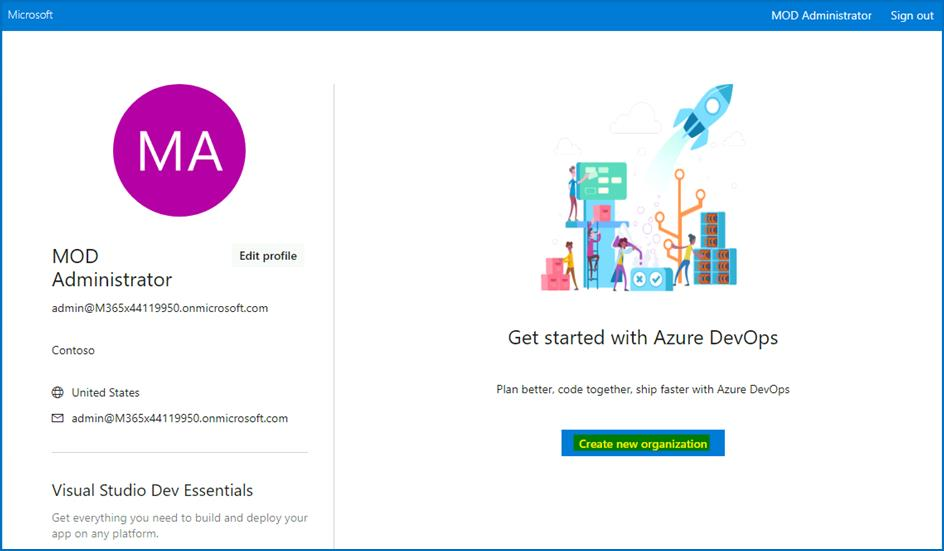 Microsoft
MOD Administrator
Sign out
MA
MOD
Administrator
Edit profile
admin@M365x44119950.onmicrosoft.com
Contoso
United States
admin@M365x44119950.onmicrosoft.com
Visual Studio Dev Essentials
Get everything you need to build and deploy your
app on any platform.
Get started with Azure DevOps
Plan better, code together, ship faster with Azure DevOps
Create new organization